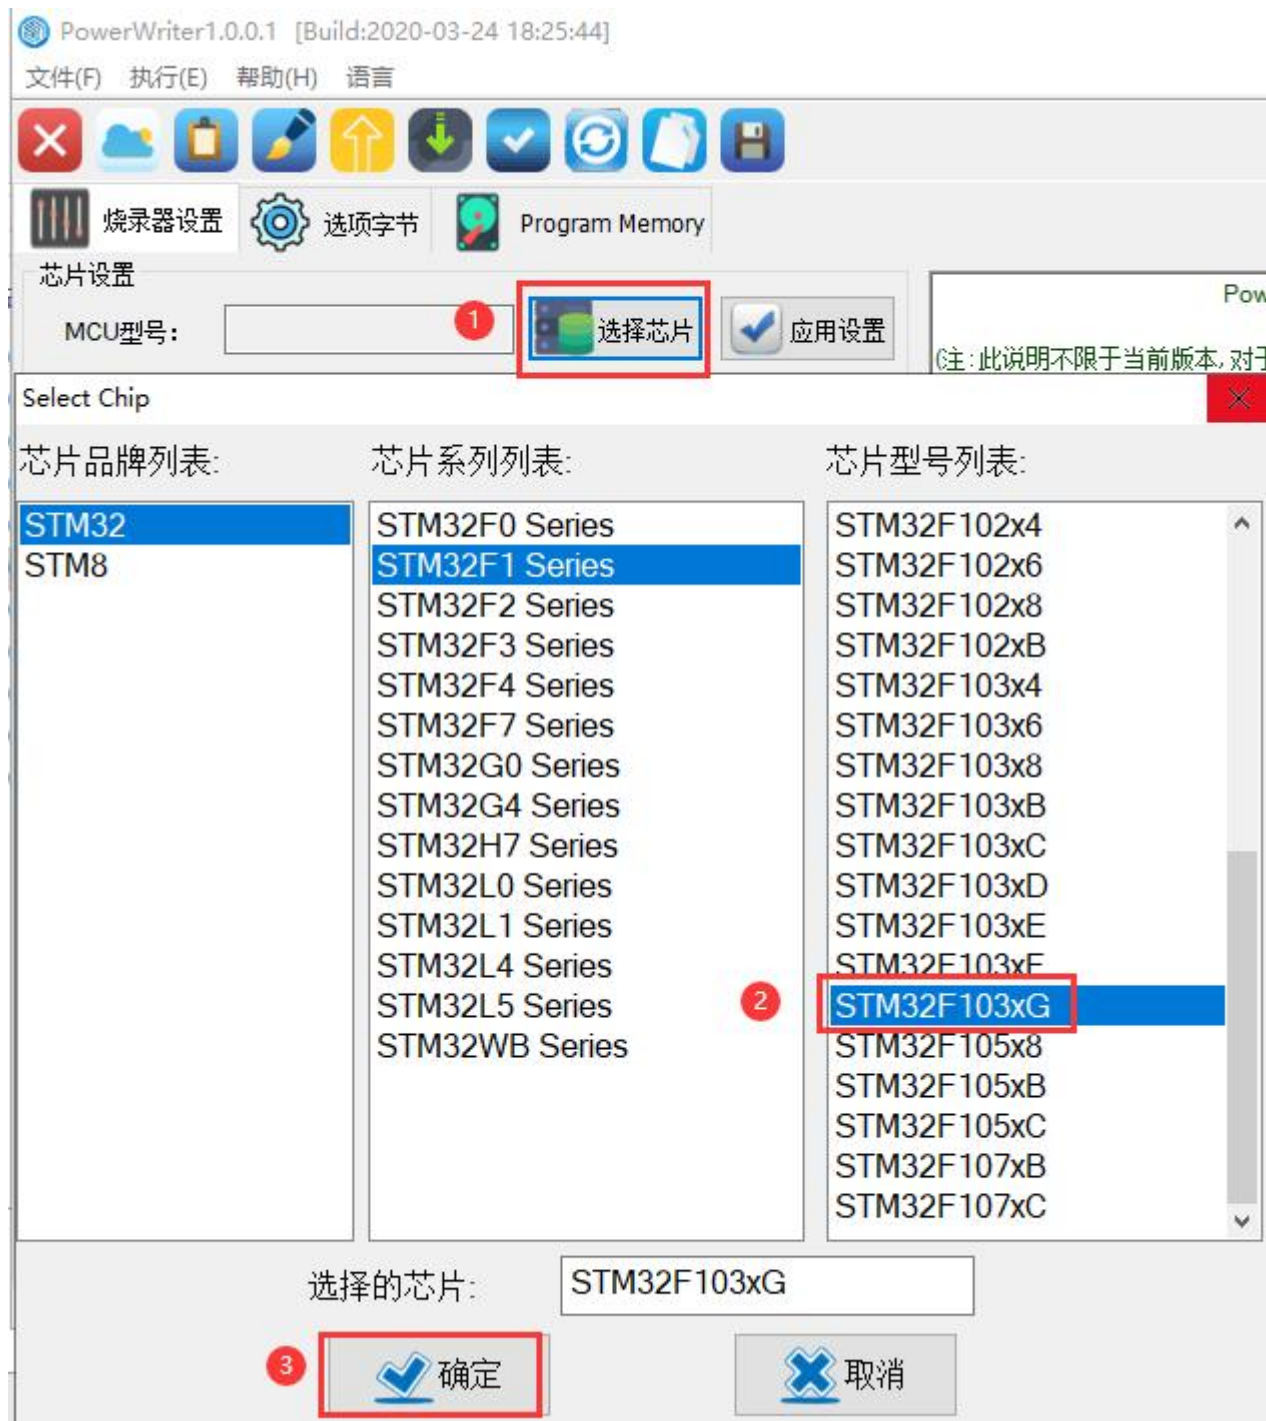 PowerWriter1.0.0.1 [Build:2020-03-24 18:25:44]
文件(F) 执行(E) 帮助(H) 语言
烧录器设置 选项字节 Program Memory
芯片设置
MCU型号: 1 选择芯片 应用设置
Pow
(注:此说明不限于当前版本,对于
Select Chip
芯片品牌列表: 芯片系列列表: 芯片型号列表:
STM32 STM32F0 Series STM32F102x4
STM8 STM32F1 Series STM32F102x6
STM32F2 Series STM32F102x8
STM32F3 Series STM32F102xB
STM32F4 Series STM32F103x4
STM32F7 Series STM32F103x6
STM32G0 Series STM32F103x8
STM32G4 Series STM32F103xB
STM32H7 Series STM32F103xC
STM32L0 Series STM32F103xD
STM32L1 Series STM32F103xE
STM32L4 Series STM32F103xF
STM32L5 Series 2 STM32F103xG
STM32WB Series STM32F105x8
STM32F105xB
STM32F105xC
STM32F107xB
STM32F107xC
选择的芯片: STM32F103xG
3 确定 取消